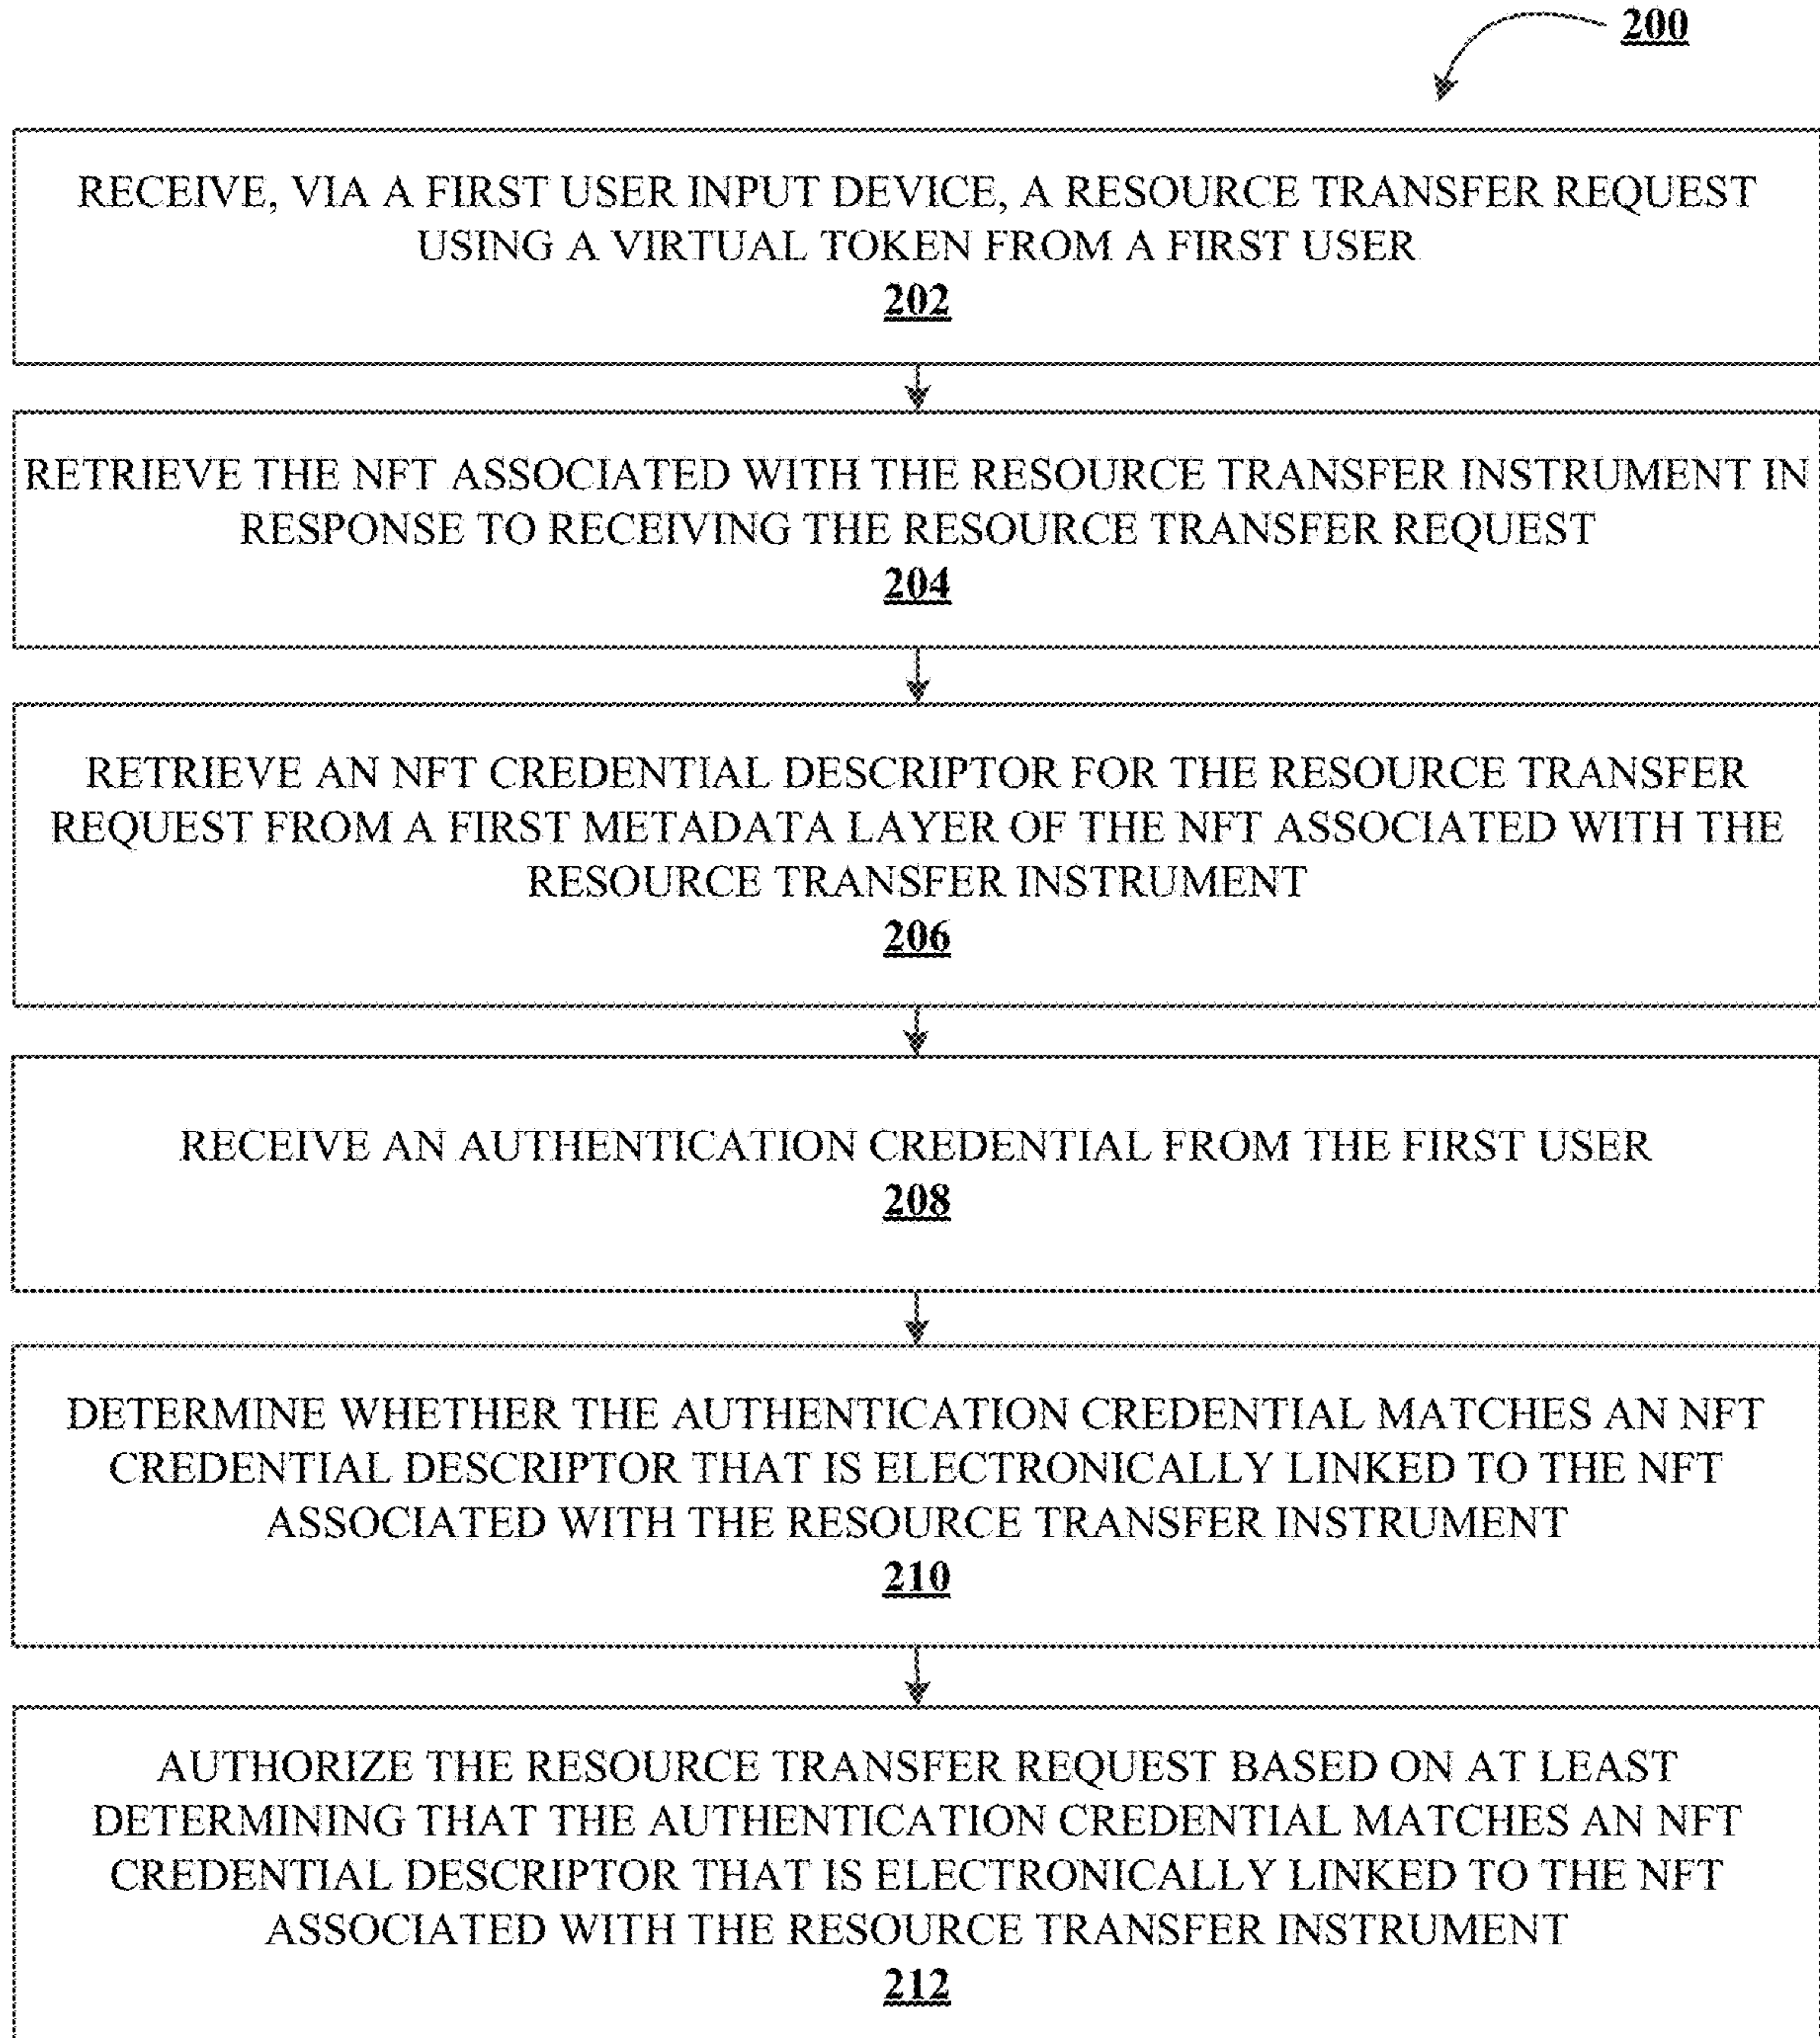 200
RECEIVE, VIA A FIRST USER INPUT DEVICE, A RESOURCE TRANSFER REQUEST
USING A VIRTUAL TOKEN FROM A FIRST USER
202
RETRIEVE THE NFT ASSOCIATED WITH THE RESOURCE TRANSFER INSTRUMENT IN
RESPONSE TO RECEIVING THE RESOURCE TRANSFER REQUEST
204
RETRIEVE AN NFT CREDENTIAL DESCRIPTOR FOR THE RESOURCE TRANSFER
REQUEST FROM A FIRST METADATA LAYER OF THE NFT ASSOCIATED WITH THE
RESOURCE TRANSFER INSTRUMENT
206
RECEIVE AN AUTHENTICATION CREDENTIAL FROM THE FIRST USER
208
DETERMINE WHETHER THE AUTHENTICATION CREDENTIAL MATCHES AN NFT
CREDENTIAL DESCRIPTOR THAT IS ELECTRONICALLY LINKED TO THE NFT
ASSOCIATED WITH THE RESOURCE TRANSFER INSTRUMENT
210
AUTHORIZE THE RESOURCE TRANSFER REQUEST BASED ON AT LEAST
DETERMINING THAT THE AUTHENTICATION CREDENTIAL MATCHES AN NFT
CREDENTIAL DESCRIPTOR THAT IS ELECTRONICALLY LINKED TO THE NFT
ASSOCIATED WITH THE RESOURCE TRANSFER INSTRUMENT
212